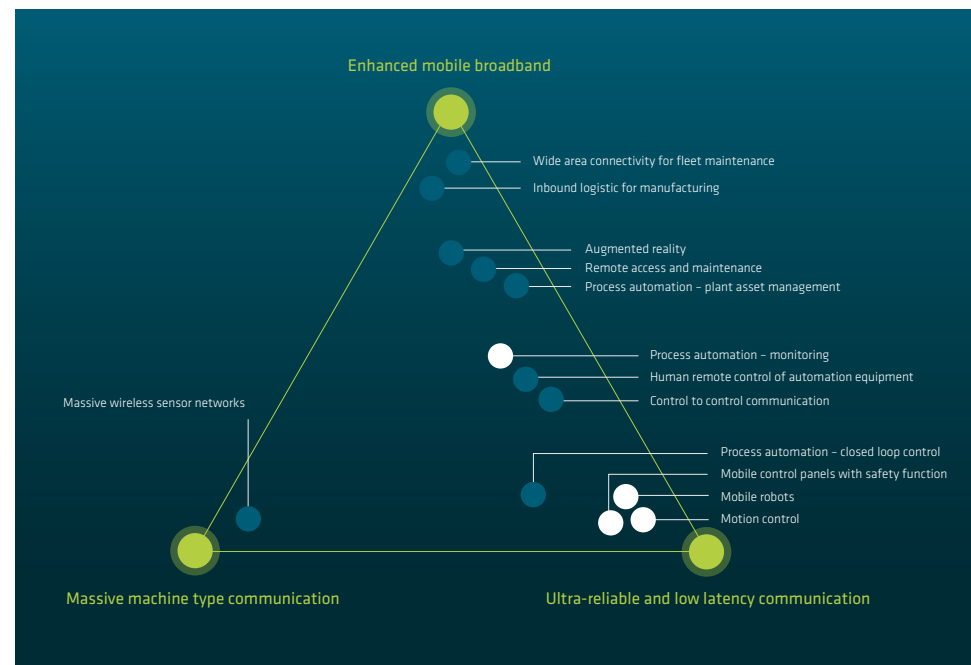 Enhanced mobile broadband
Wide area connectivity for fleet maintenance
Inbound logistic for manufacturing
Augmented reality
Remote access and maintenance
Process automation – plant asset management
Process automation – monitoring
Human remote control of automation equipment
Control to control communication
Massive wireless sensor networks
Process automation – closed loop control
Mobile control panels with safety function
Mobile robots
Motion control
Massive machine type communication
Ultra-reliable and low latency communication